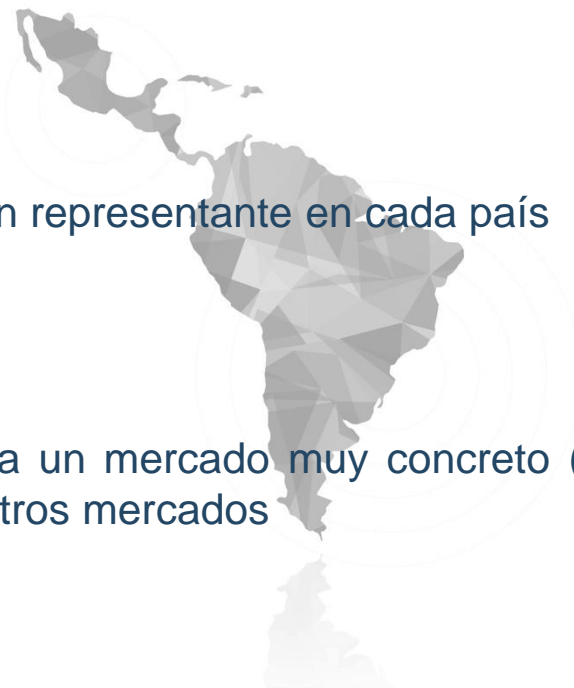 n representante en cada país
a un mercado muy concreto (
tros mercados